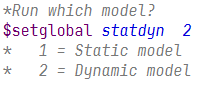 *Run which model?
$setglobal statdyn  2
*   1 = Static model
*   2 = Dynamic model